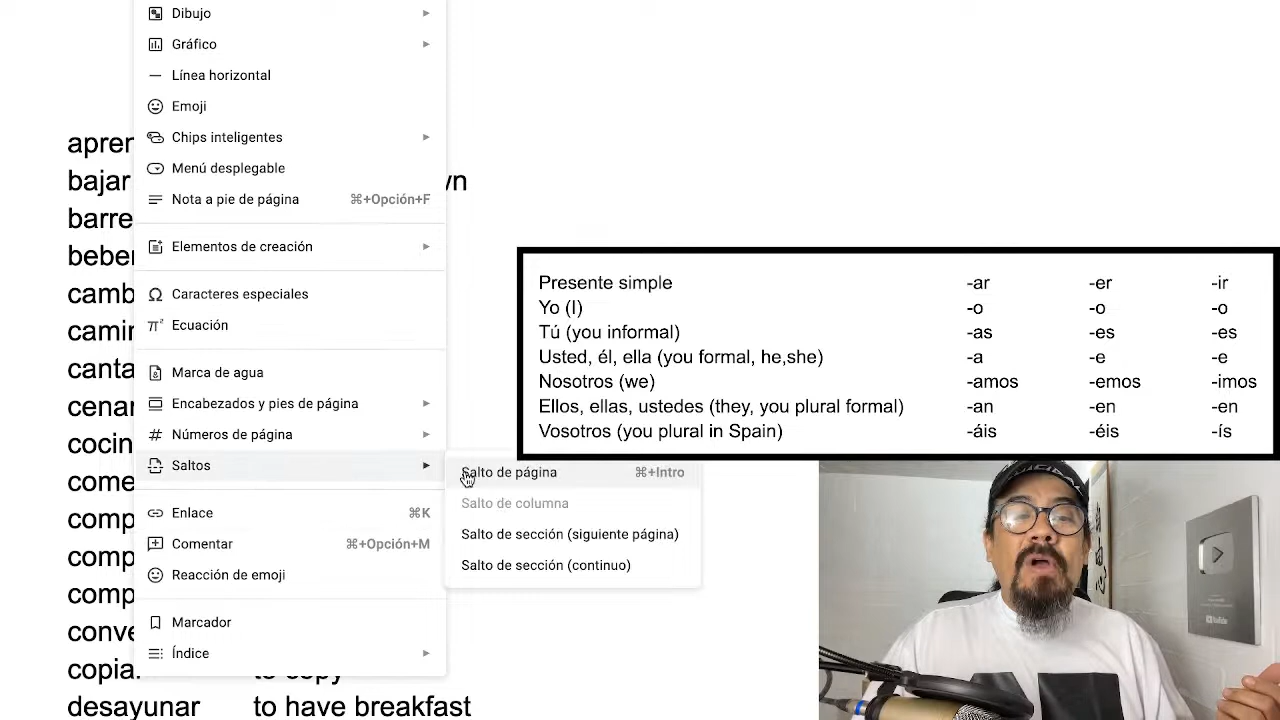 Dibujo
Gráfico
Línea horizontal
Emoji
Chips inteligentes
Menú desplegable
Nota a pie de página ⌘+Opción+F
Elementos de creación
Caracteres especiales
Ecuación
Marca de agua
Encabezados y pies de página
Números de página
Saltos
Enlace ⌘K
Comentar ⌘+Opción+M
Reacción de emoji
Marcador
Índice
Salto de página ⌘+Intro
Salto de columna
Salto de sección (siguiente página)
Salto de sección (continuo)
bajar
desayunar to have breakfast
to copy
Presente simple -ar -er -ir
Yo (I) -o -o -o
Tú (you informal) -as -es -es
Usted, él, ella (you formal, he,she) -a -e -e
Nosotros (we) -amos -emos -imos
Ellos, ellas, ustedes (they, you plural formal) -an -en -en
Vosotros (you plural in Spain) -áis -éis -ís
YouTube